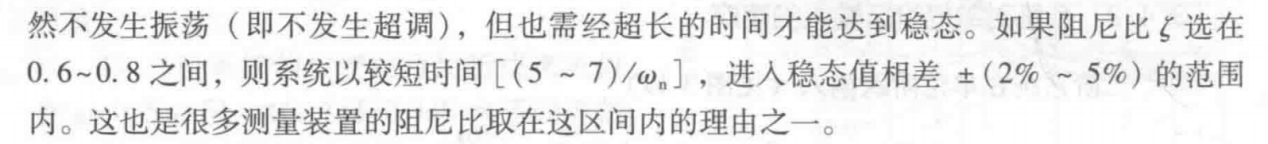 然不发生振荡（即不发生超调），但也需经超长的时间才能达到稳态。如果阻尼比 ζ 选在
0.6~0.8 之间，则系统以较短时间 [(5 ~ 7)/ωₙ]，进入稳态值相差 ±(2% ~ 5%) 的范围
内。这也是很多测量装置的阻尼比取在这区间内的理由之一。